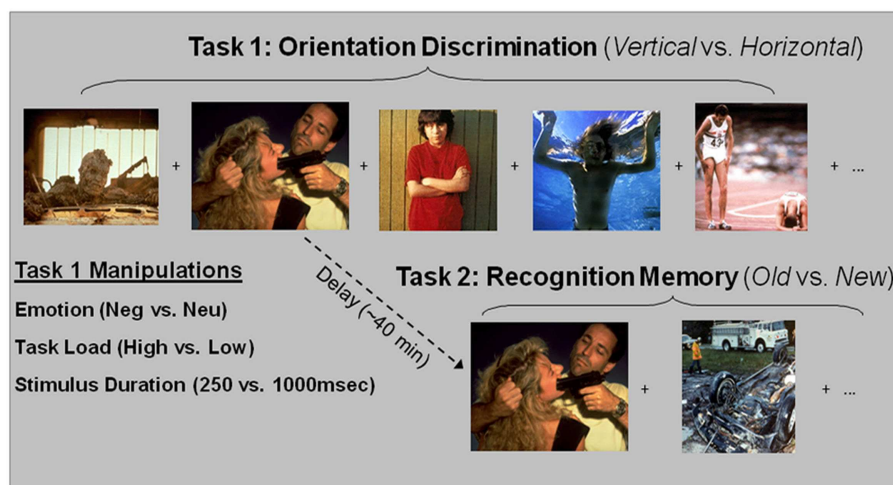 Task 1: Orientation Discrimination (Vertical vs. Horizontal)
+ + + + + ...
Task 1 Manipulations
Emotion (Neg vs. Neu)
Task Load (High vs. Low)
Stimulus Duration (250 vs. 1000msec)
Delay (~40 min)
Task 2: Recognition Memory (Old vs. New)
+ + ...